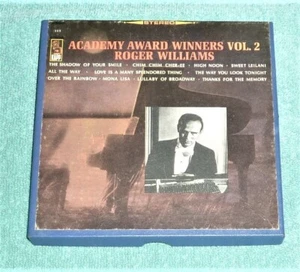 STEREO
ACADEMY AWARD WINNERS VOL. 2
ROGER WILLIAMS
THE SHADOW OF YOUR SMILE • CHIM CHIM CHER-EE • HIGH NOON • SWEET LEILANI
ALL THE WAY • LOVE IS A MANY SPLENDORED THING • THE WAY YOU LOOK TONIGHT
OVER THE RAINBOW • MONA LISA • LULLABY OF BROADWAY • THANKS FOR THE MEMORY